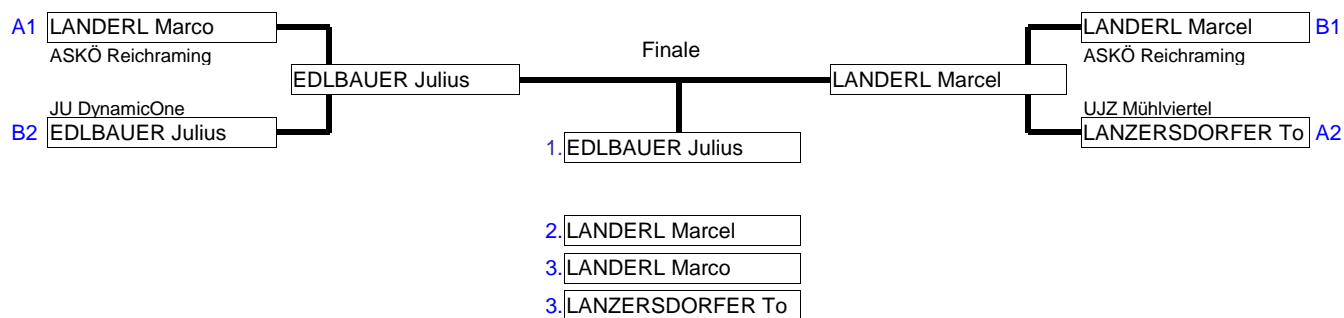 A1 LANDERL Marco
ASKÖ Reichraming
LANDERL Marcel B1
ASKÖ Reichraming
Finale
EDLBAUER Julius
LANDERL Marcel
JU DynamicOne
B2 EDLBAUER Julius
UJZ Mühlviertel
LANZERSDORFER To A2
1. EDLBAUER Julius
2. LANDERL Marcel
3. LANDERL Marco
3. LANZERSDORFER To